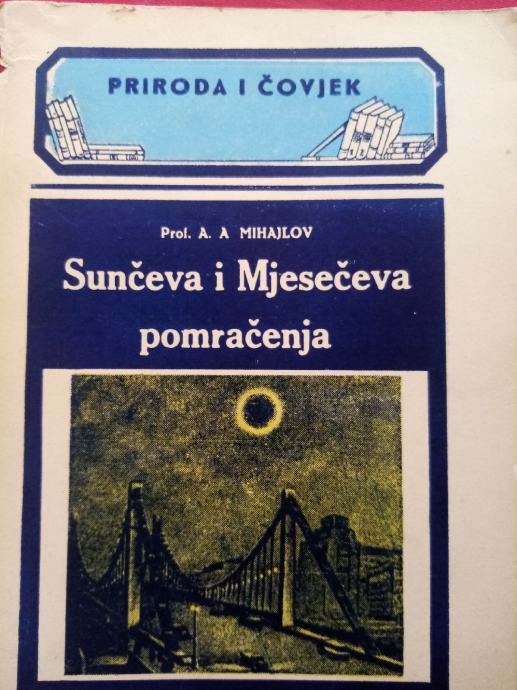 PRIRODA I ČOVJEK
Prof. A. A MIHAJLOV
Sunčeva i Mjesečeva
pomračenja